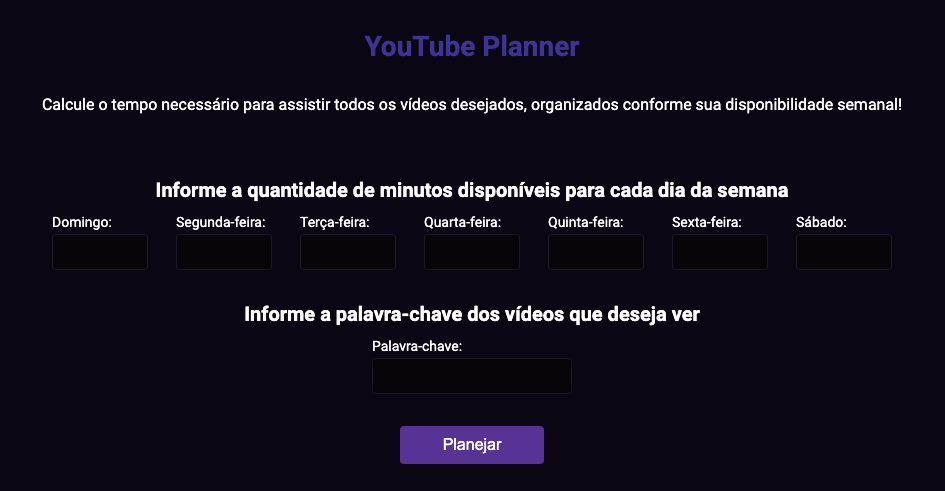 YouTube Planner
Calcule o tempo necessário para assistir todos os vídeos desejados, organizados conforme sua disponibilidade semanal!
Informe a quantidade de minutos disponíveis para cada dia da semana
Domingo: Segunda-feira: Terça-feira: Quarta-feira: Quinta-feira: Sexta-feira: Sábado:
Informe a palavra-chave dos vídeos que deseja ver
Palavra-chave:
Planejar